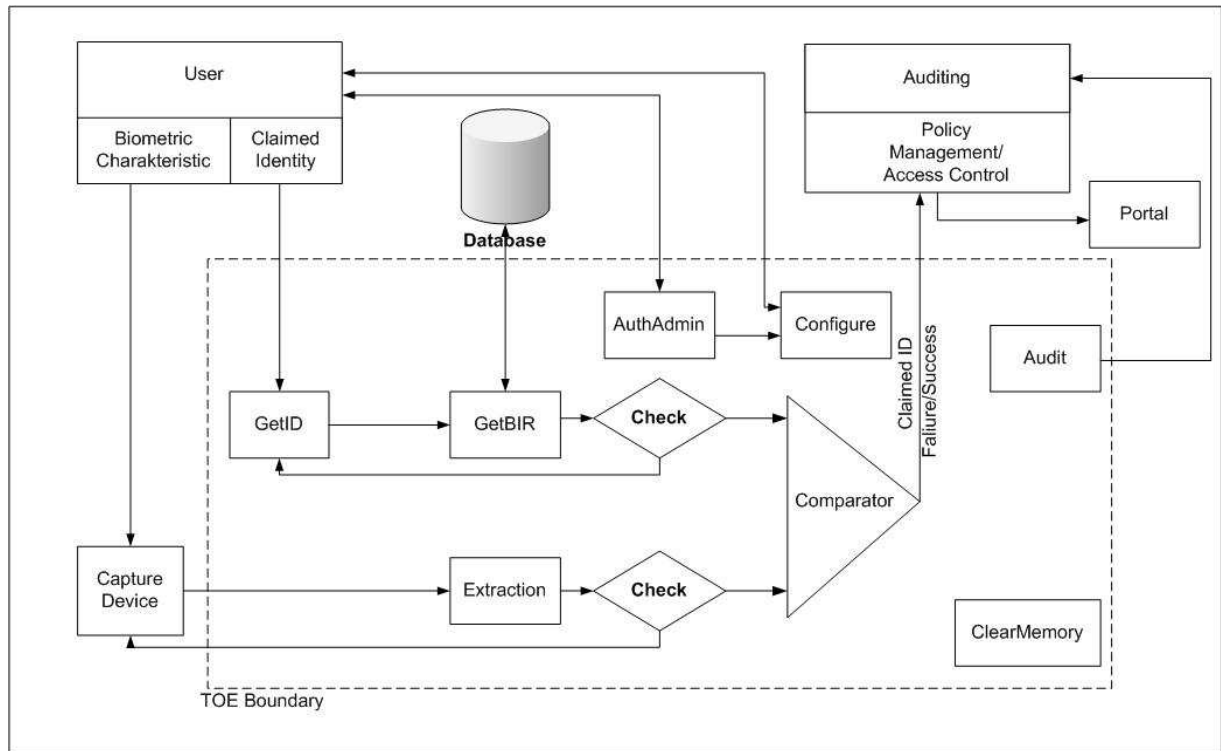 User
Biometric
Charakteristic
Claimed
Identity
Auditing
Policy
Management/
Access Control
Portal
Database
AuthAdmin
Configure
Audit
Claimed ID
Faliure/Success
GetID
GetBIR
Check
Comparator
Capture
Device
Extraction
Check
ClearMemory
TOE Boundary